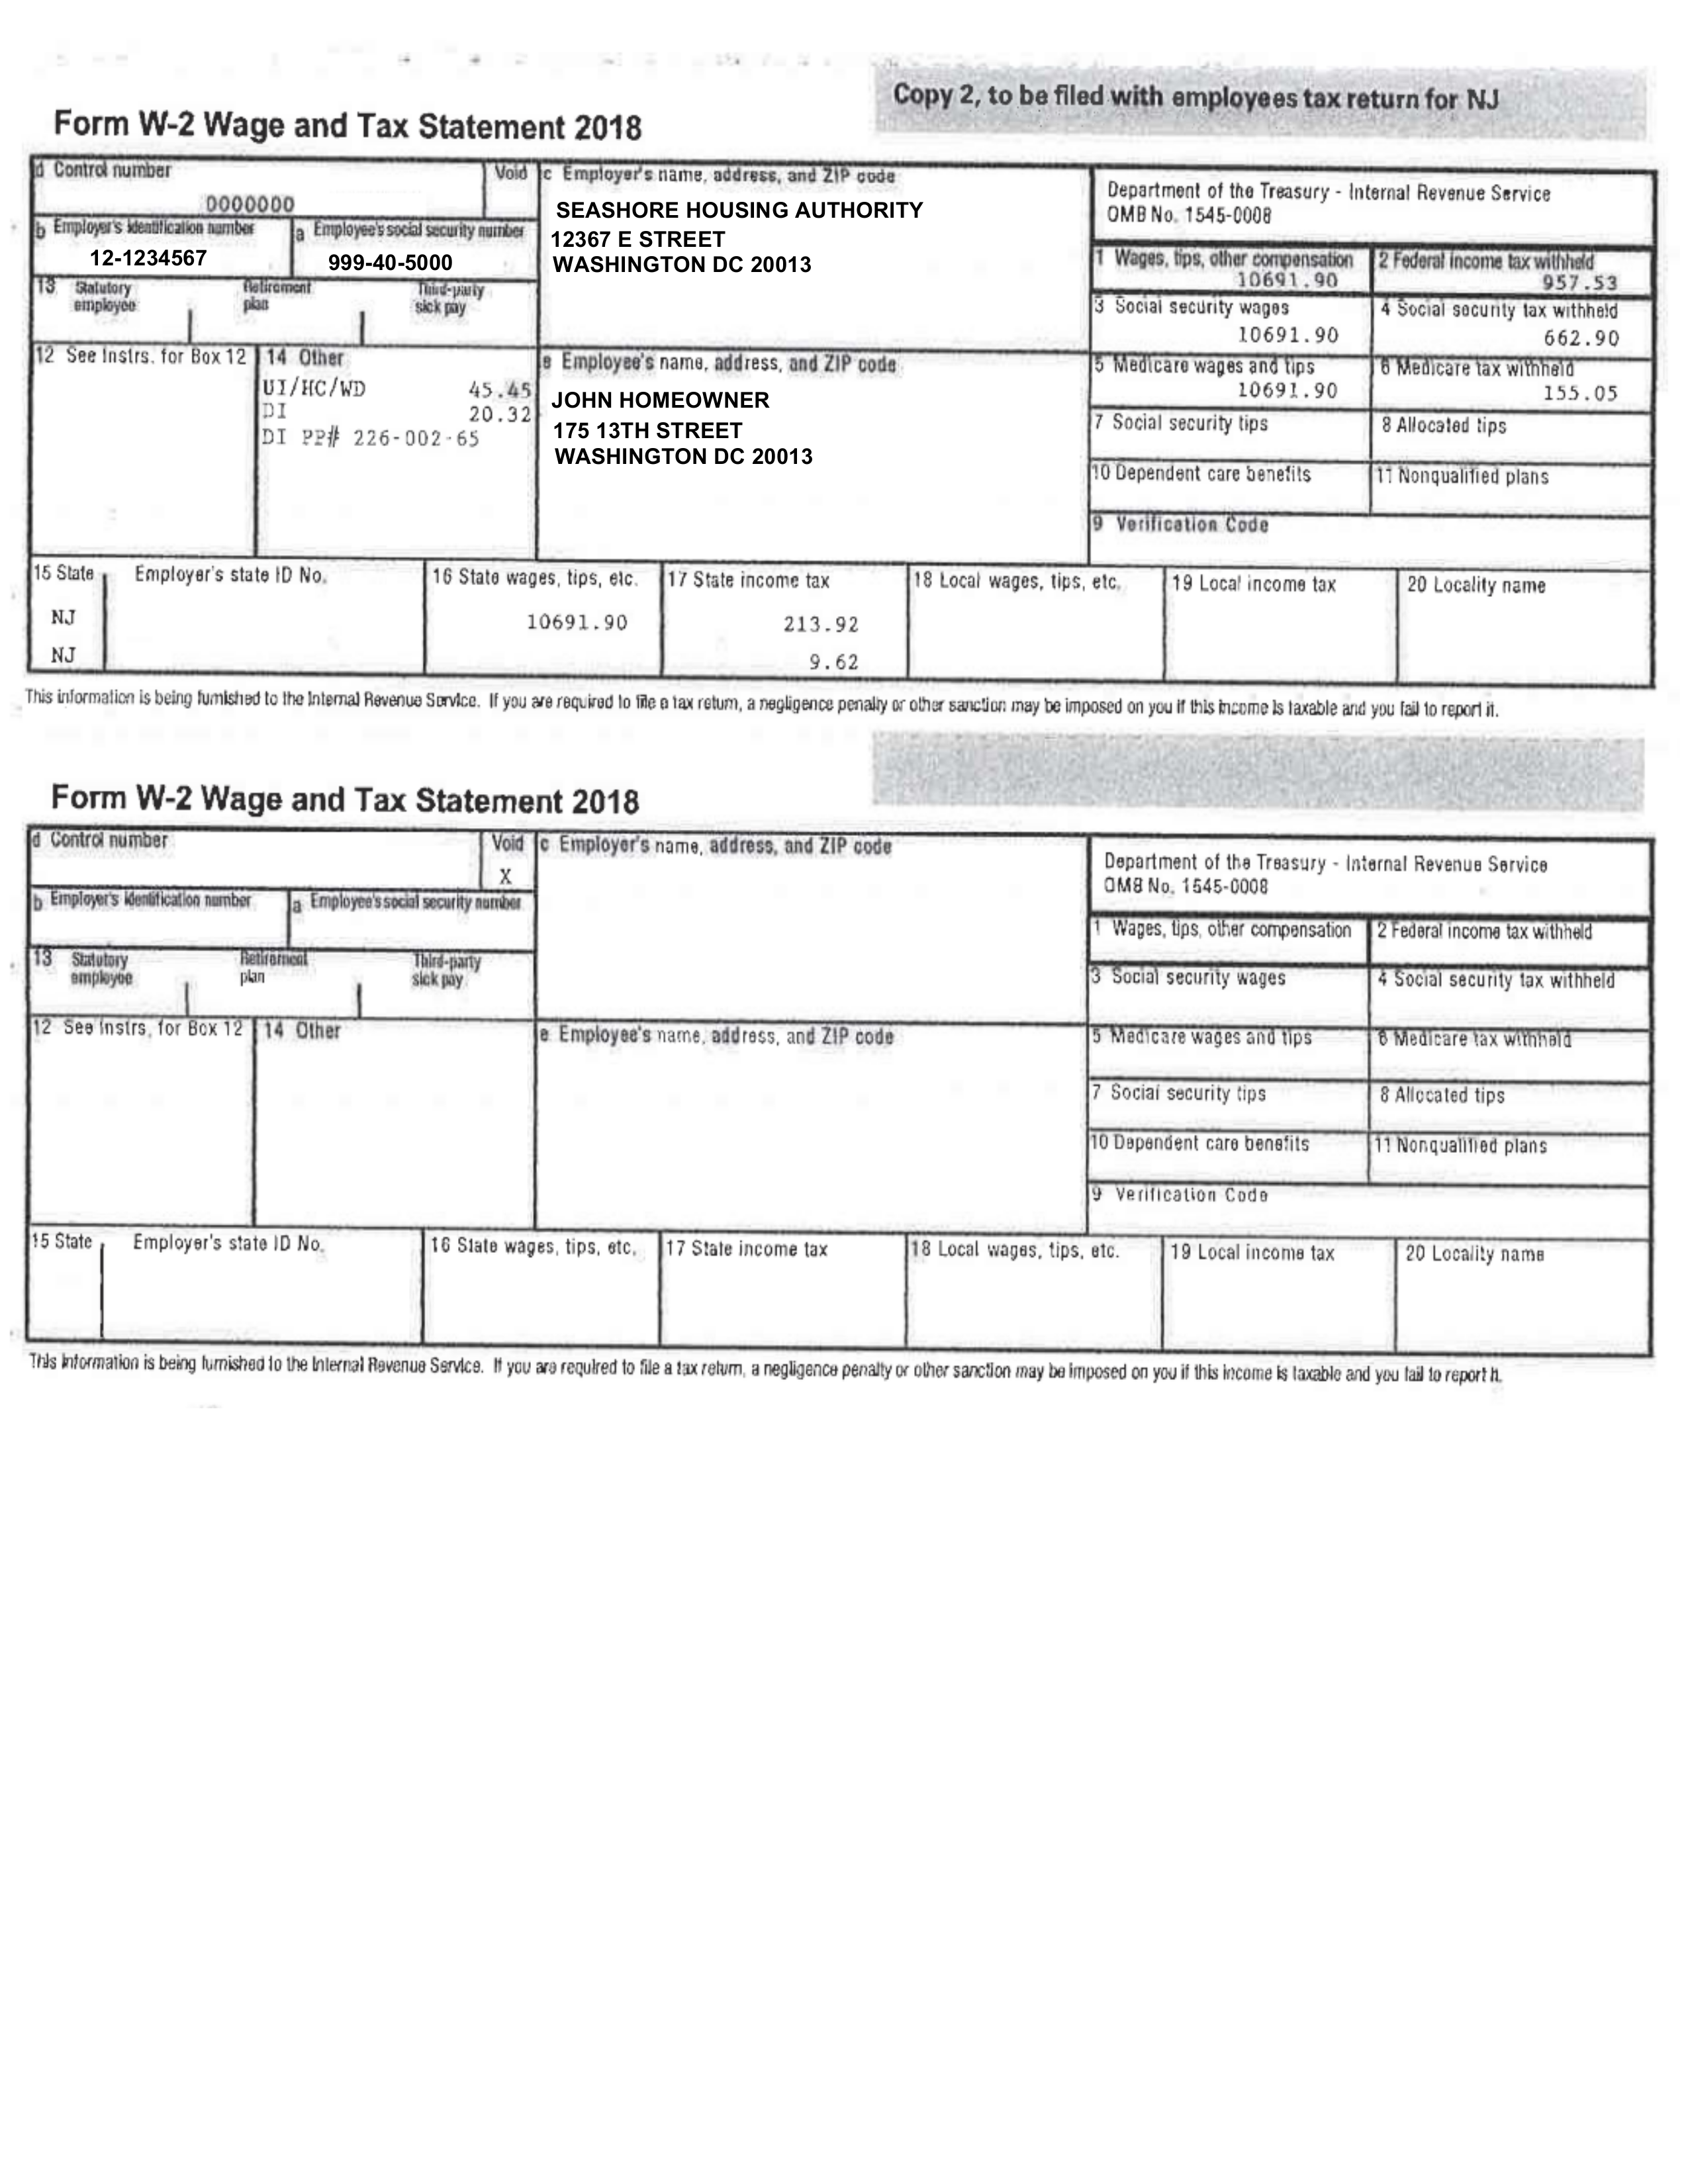 Copy 2, to be filed with employees tax return for NJ
Form W-2 Wage and Tax Statement 2018
d Control number
0000000
Void
c Employer's name, address, and ZIP code
SEASHORE HOUSING AUTHORITY
12367 E STREET
WASHINGTON DC 20013
Department of the Treasury - Internal Revenue Service
OMB No. 1545-0008
b Employer's identification number
12-1234567
a Employee's social security number
999-40-5000
1 Wages, tips, other compensation
10691.90
2 Federal income tax withheld
957.53
13 Statutory employee
Retirement plan
Third-party sick pay
3 Social security wages
10691.90
4 Social security tax withheld
662.90
12 See Instrs. for Box 12
14 Other
UI/HC/WD 45.45
DI 20.32
DI PP# 226-002-65
e Employee's name, address, and ZIP code
JOHN HOMEOWNER
175 13TH STREET
WASHINGTON DC 20013
5 Medicare wages and tips
10691.90
6 Medicare tax withheld
155.05
7 Social security tips
8 Allocated tips
10 Dependent care benefits
11 Nonqualified plans
9 Verification Code
15 State
Employer's state ID No.
16 State wages, tips, etc.
17 State income tax
18 Local wages, tips, etc.
19 Local income tax
20 Locality name
NJ 10691.90 213.92
NJ 9.62
This information is being furnished to the Internal Revenue Service. If you are required to file a tax return, a negligence penalty or other sanction may be imposed on you if this income is taxable and you fail to report it.
Form W-2 Wage and Tax Statement 2018
d Control number
Void
X
c Employer's name, address, and ZIP code
Department of the Treasury - Internal Revenue Service
OMB No. 1545-0008
b Employer's identification number
a Employee's social security number
1 Wages, tips, other compensation
2 Federal income tax withheld
13 Statutory employee
Retirement plan
Third-party sick pay
3 Social security wages
4 Social security tax withheld
12 See Instrs. for Box 12
14 Other
e Employee's name, address, and ZIP code
5 Medicare wages and tips
6 Medicare tax withheld
7 Social security tips
8 Allocated tips
10 Dependent care benefits
11 Nonqualified plans
9 Verification Code
15 State
Employer's state ID No.
16 State wages, tips, etc.
17 State income tax
18 Local wages, tips, etc.
19 Local income tax
20 Locality name
This information is being furnished to the Internal Revenue Service. If you are required to file a tax return, a negligence penalty or other sanction may be imposed on you if this income is taxable and you fail to report it.